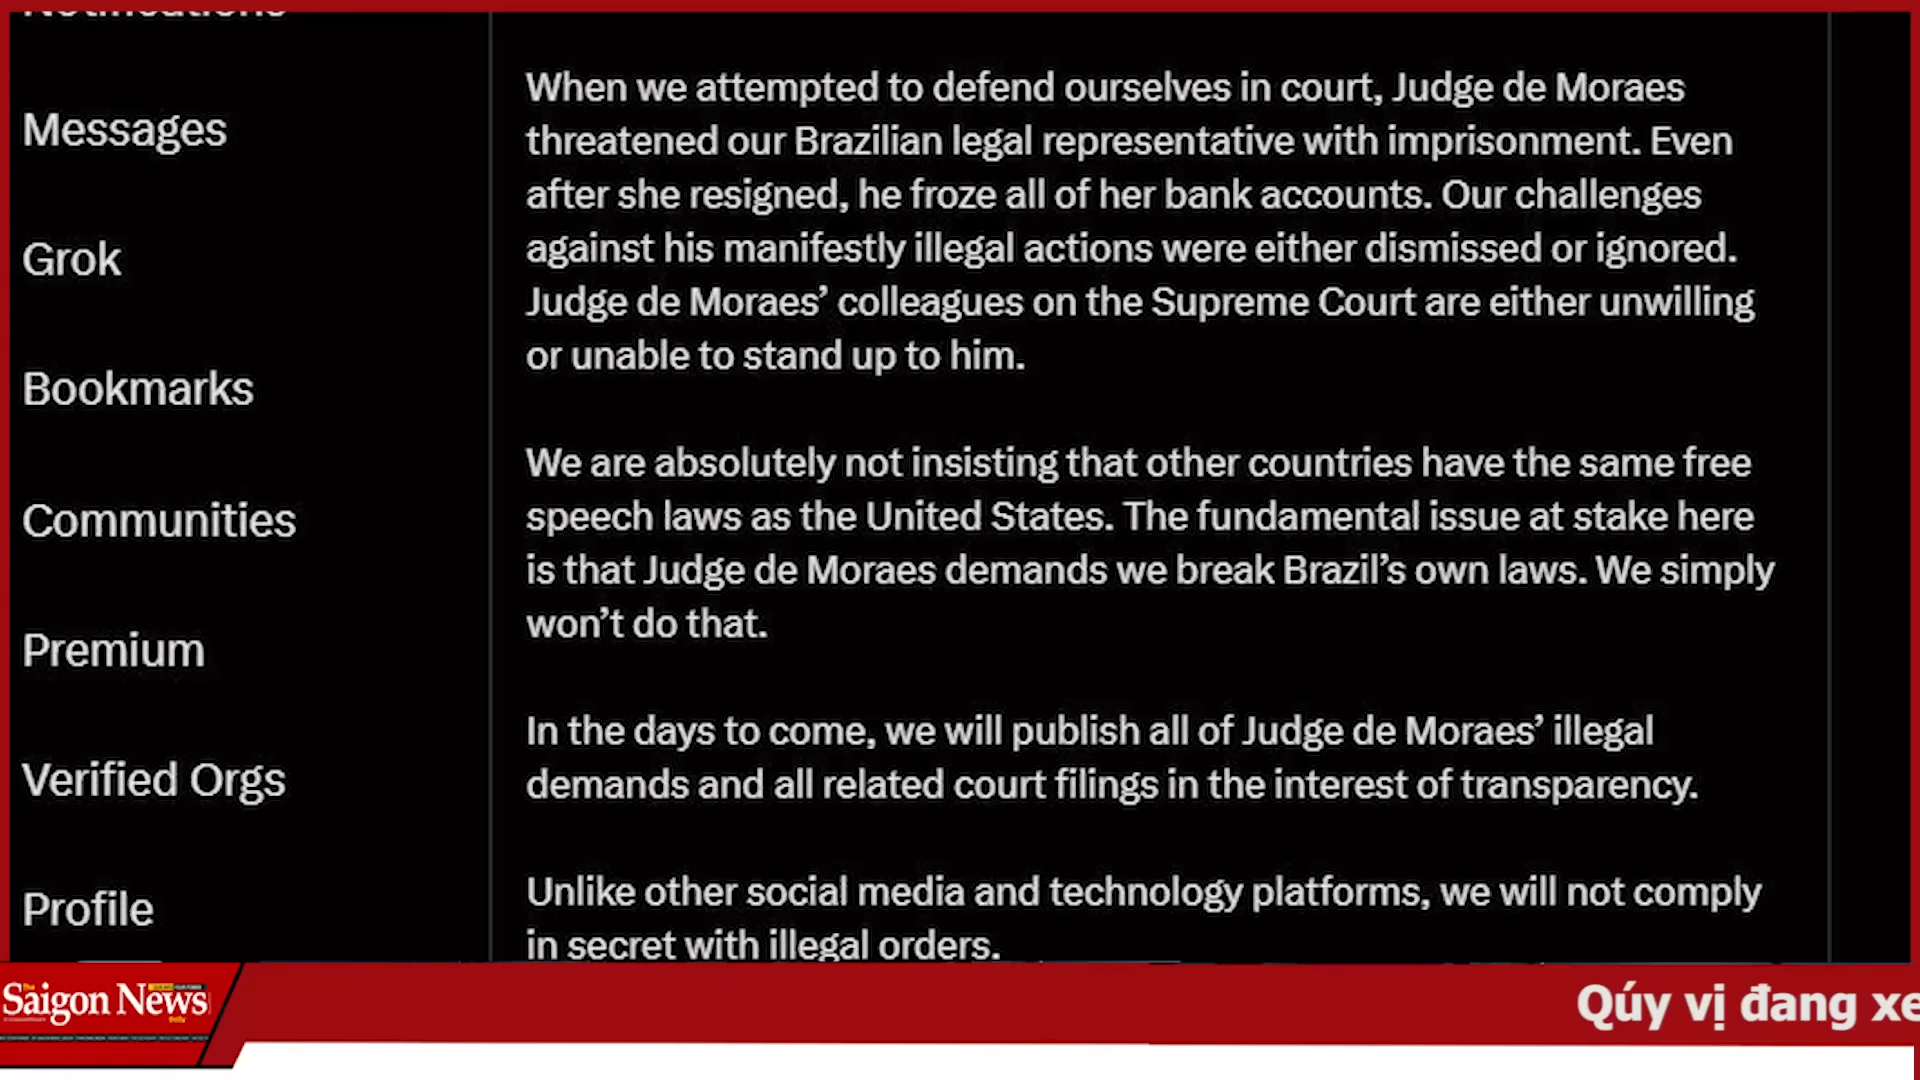 Notifications
Messages
Grok
Bookmarks
Communities
Premium
Verified Orgs
Profile
When we attempted to defend ourselves in court, Judge de Moraes
threatened our Brazilian legal representative with imprisonment. Even
after she resigned, he froze all of her bank accounts. Our challenges
against his manifestly illegal actions were either dismissed or ignored.
Judge de Moraes’ colleagues on the Supreme Court are either unwilling
or unable to stand up to him.
We are absolutely not insisting that other countries have the same free
speech laws as the United States. The fundamental issue at stake here
is that Judge de Moraes demands we break Brazil’s own laws. We simply
won’t do that.
In the days to come, we will publish all of Judge de Moraes’ illegal
demands and all related court filings in the interest of transparency.
Unlike other social media and technology platforms, we will not comply
in secret with illegal orders.
The
Saigon News
Qúy vị đang xe